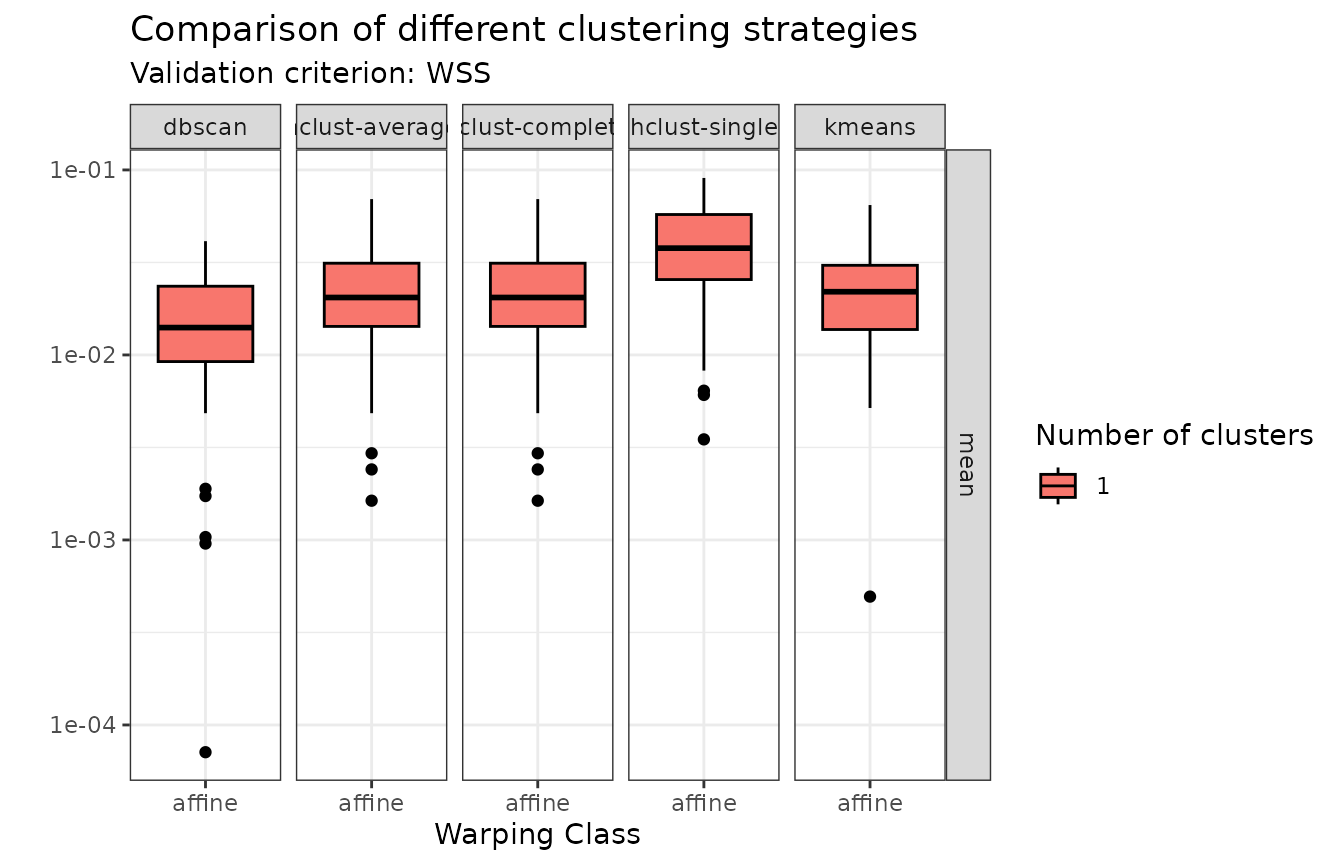 Comparison of different clustering strategies
Validation criterion: WSS
dbscan
clust-average
clust-complet
hclust-single
kmeans
1e-01
1e-02
1e-03
1e-04
mean
affine
affine
affine
affine
affine
Warping Class
Number of clusters
1